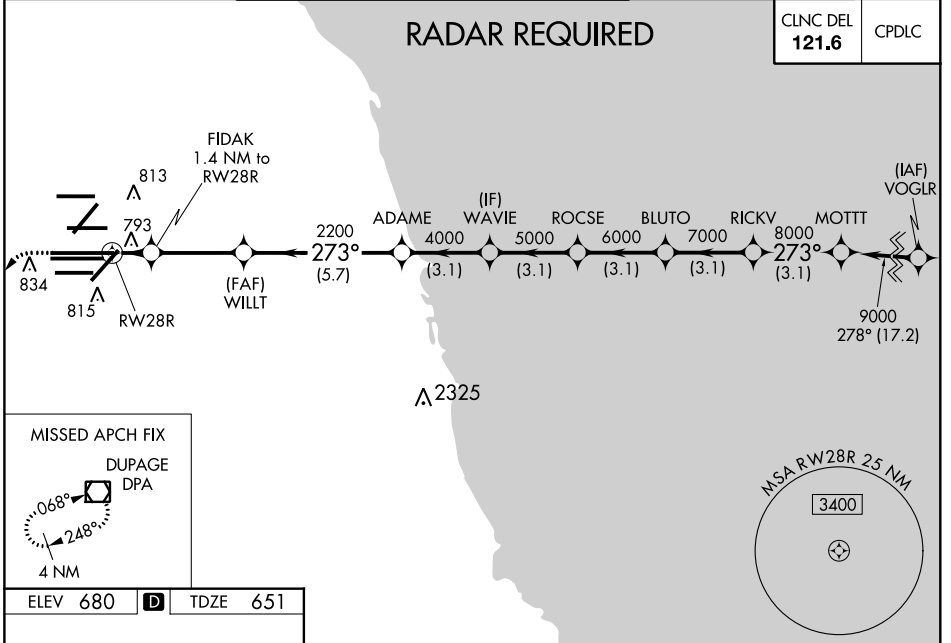 RADAR REQUIRED
CLNC DEL
121.6
CPDLC
FIDAK
1.4 NM to
RW28R
813
793
834
815
RW28R
(FAF)
WILLT
2200
273°
(5.7)
ADAME
4000
(3.1)
(IF)
WAVIE
5000
(3.1)
ROCSE
6000
(3.1)
BLUTO
7000
(3.1)
RICKV
8000
273°
(3.1)
MOTTT
(IAF)
VOGLR
9000
278° (17.2)
2325
MISSED APCH FIX
DUPAGE
DPA
068°
248°
4 NM
MSA RW28R 25 NM
3400
ELEV 680 D TDZE 651